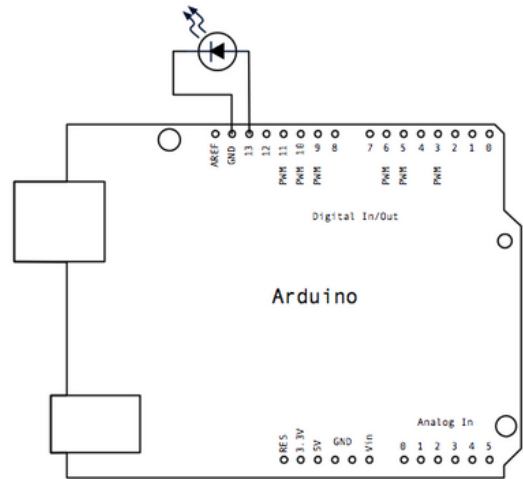 AREF GND 13 12 11 10 9 8 7 6 5 4 3 2 1 0
PWM PWM PWM PWM PWM PWM
Digital In/Out
Arduino
Analog In
RES 3.3V 5V GND Vin 0 1 2 3 4 5